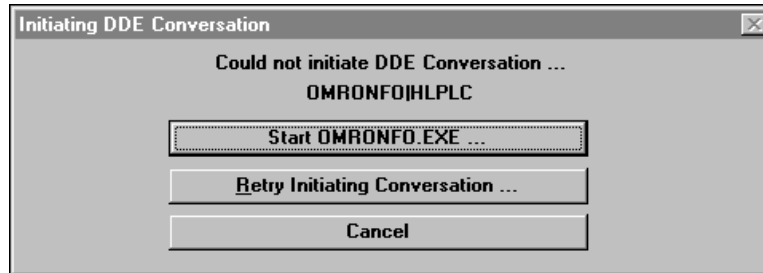 Initiating DDE Conversation
Could not initiate DDE Conversation ...
OMRONFO|HLPLC
Start OMRONFO.EXE ...
Retry Initiating Conversation ...
Cancel